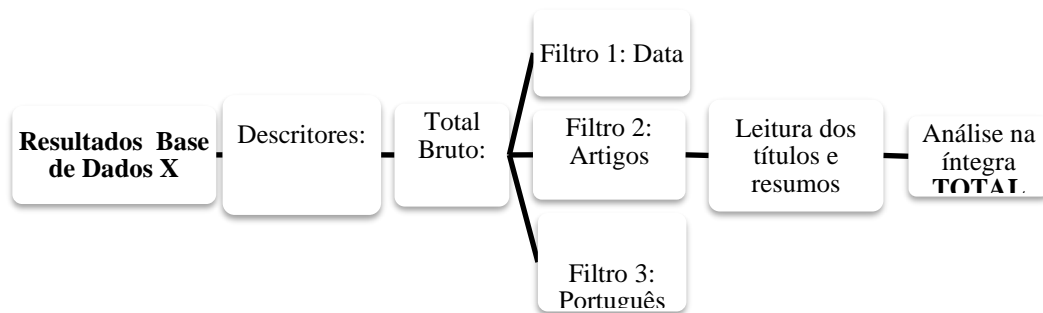 Resultados Base
de Dados X
Descritores:
Total
Bruto:
Filtro 1: Data
Filtro 2:
Artigos
Filtro 3:
Português
Leitura dos
títulos e
resumos
Análise na
íntegra
TOTAL